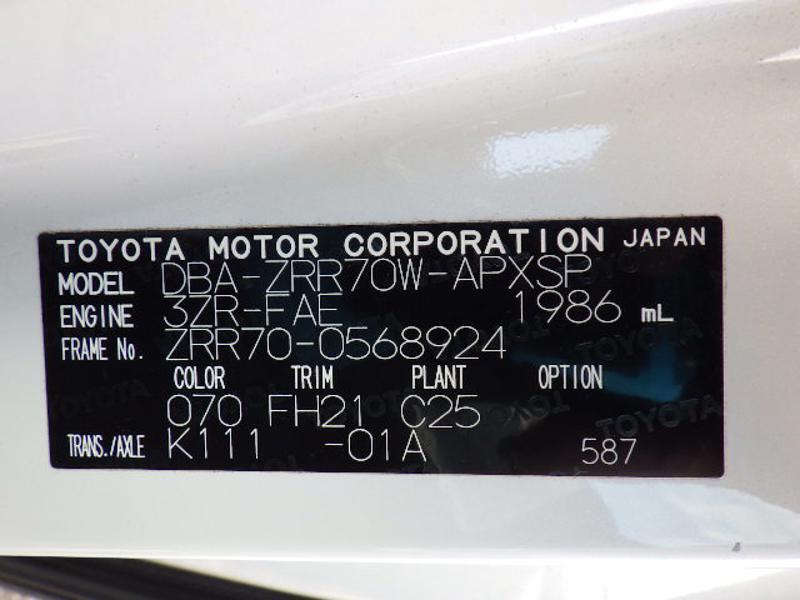 TOYOTA MOTOR CORPORATION JAPAN
MODEL DBA-ZRR70W-APXSP
ENGINE 3ZR-FAE 1986 mL
FRAME No. ZRR70-0568924
COLOR TRIM PLANT OPTION
070 FH21 C25
TRANS./AXLE K111 -01A 587